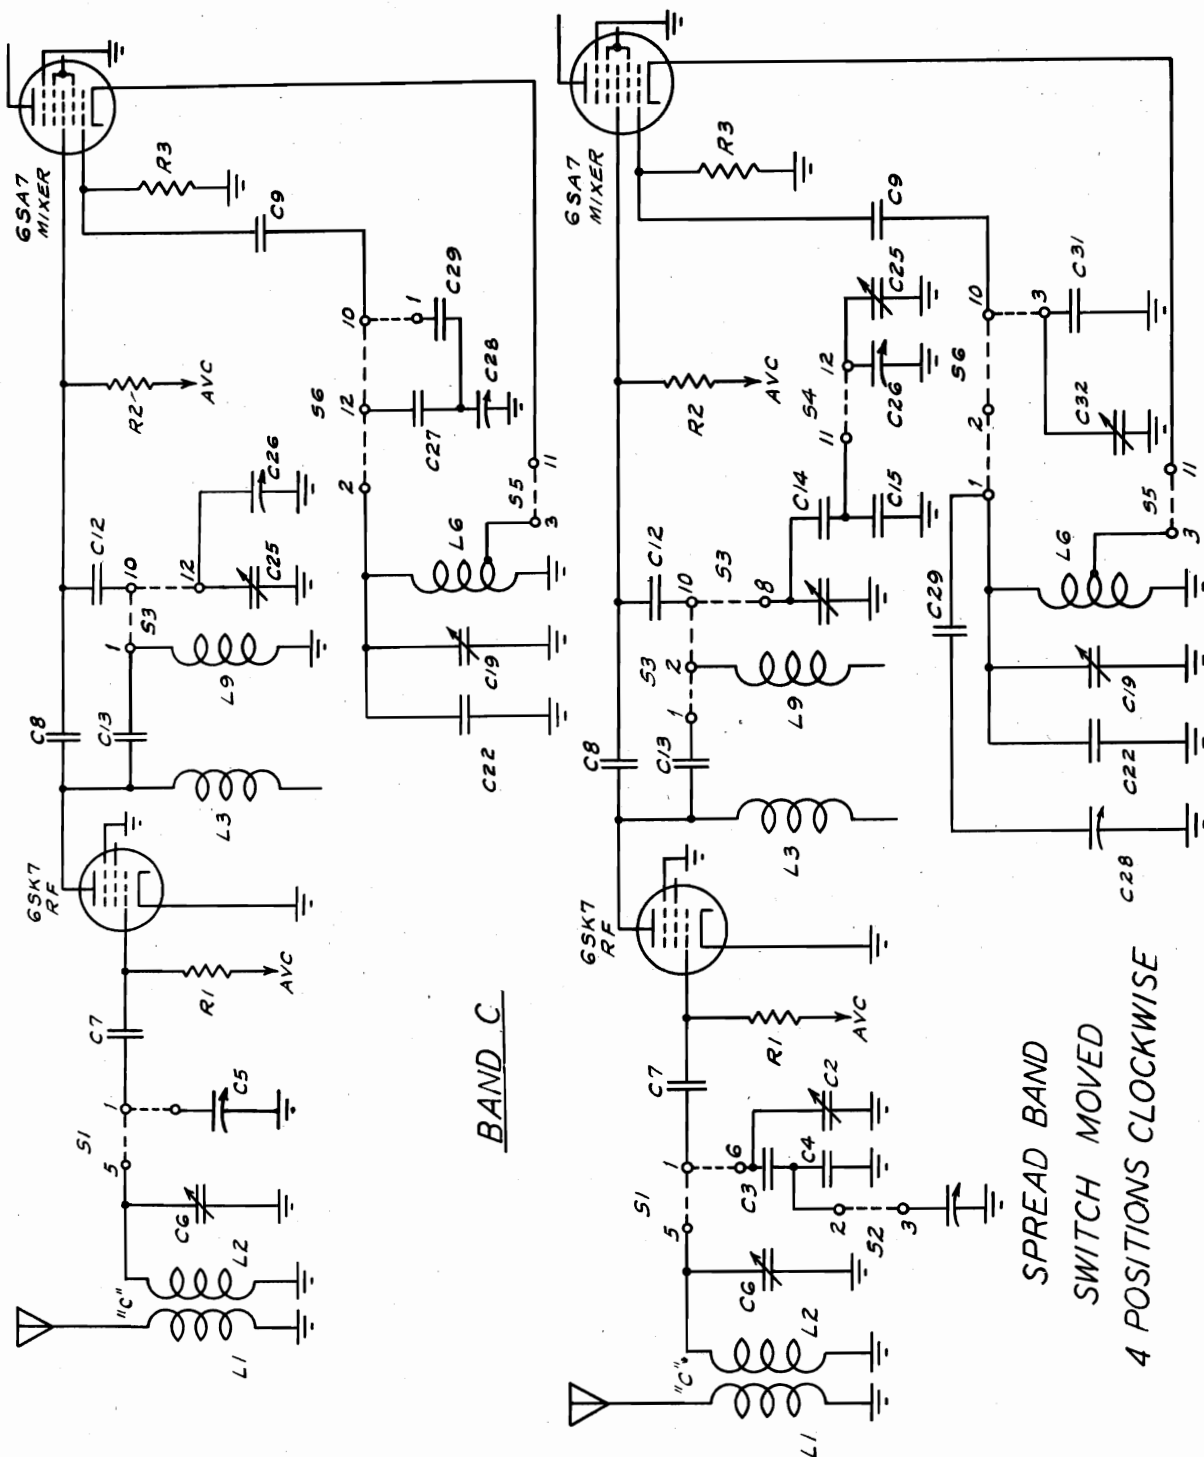 6SA7
MIXER
R3
C9
R2
AVC
C12
10
S3
1
12
C26
C25
L9
C8
C13
L3
6SK7
RF
R1
AVC
C7
1
S1
5
C5
C6
"C"
L2
L1
10
1
C29
S6
12
C27
C28
2
L6
S5
11
3
C19
C22
BAND C
6SA7
MIXER
R3
C9
R2
AVC
C12
10
S3
8
C14
C15
11
S4
12
C26
C25
S3
2
1
L9
C8
C13
L3
6SK7
RF
R1
AVC
C7
1
S1
5
6
C3
C2
C4
2
S2
3
C6
"C"
L2
L1
10
3
C31
C32
S6
2
1
C29
L6
S5
11
3
C19
C22
C28
SPREAD BAND
SWITCH MOVED
4 POSITIONS CLOCKWISE